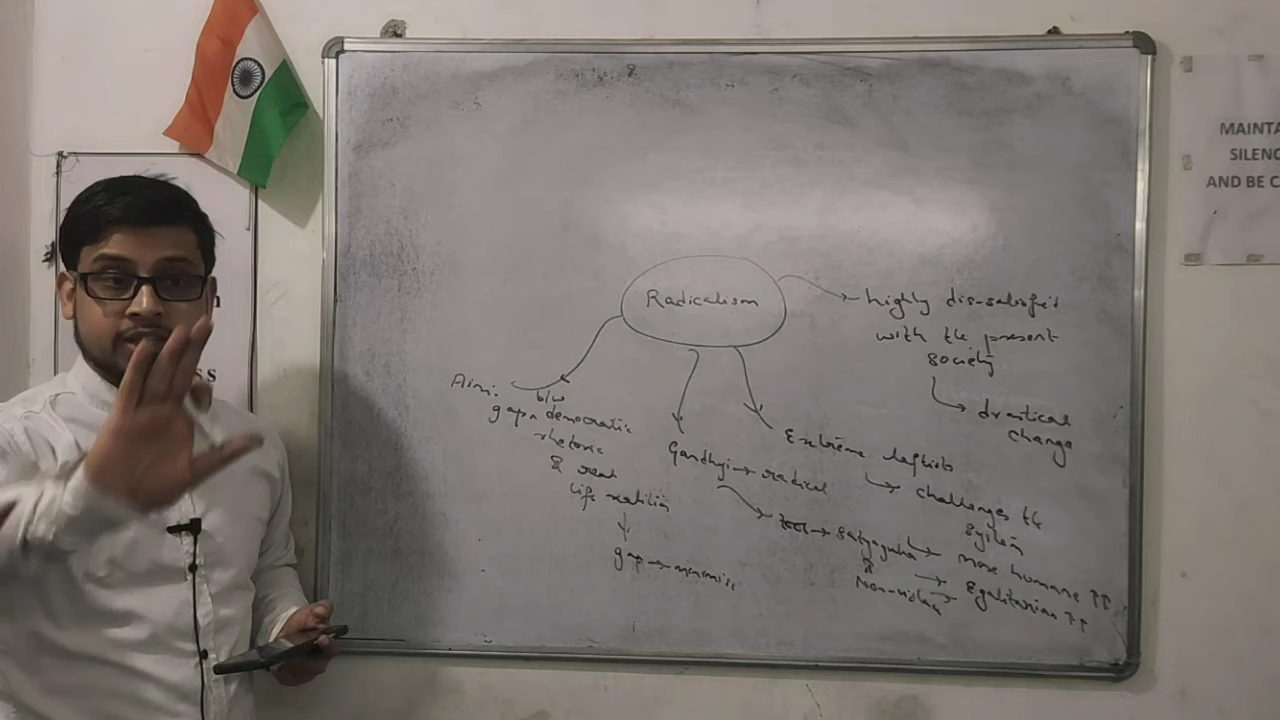 MAINTA
SILENC
AND BE C
Radicalism
highly dis-satisfied
with the present
society
drastical
change
Aim:
b/w
gap democratic
rhetoric
& real
life realities
gap → minimise
Gandhiji → radical
tool → satyagraha
&
Non-violence
Extreme leftists
challenges the
system
more humane ↑↑
Egalitarian ↑↑
ss